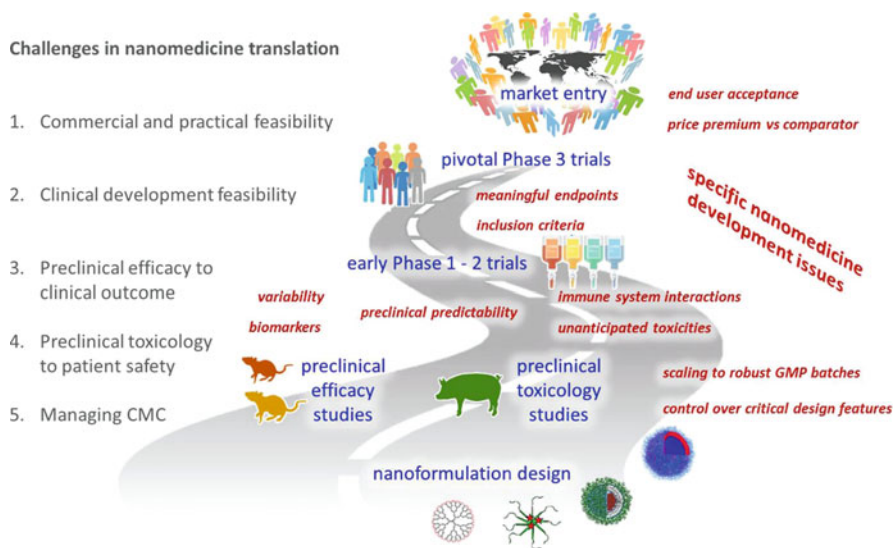 Challenges in nanomedicine translation
1. Commercial and practical feasibility
2. Clinical development feasibility
3. Preclinical efficacy to
clinical outcome
4. Preclinical toxicology
to patient safety
5. Managing CMC
market entry
end user acceptance
price premium vs comparator
pivotal Phase 3 trials
meaningful endpoints
inclusion criteria
specific nanomedicine
development issues
early Phase 1 - 2 trials
variability
biomarkers
preclinical predictability
immune system interactions
unanticipated toxicities
preclinical
efficacy
studies
preclinical
toxicology
studies
scaling to robust GMP batches
control over critical design features
nanoformulation design